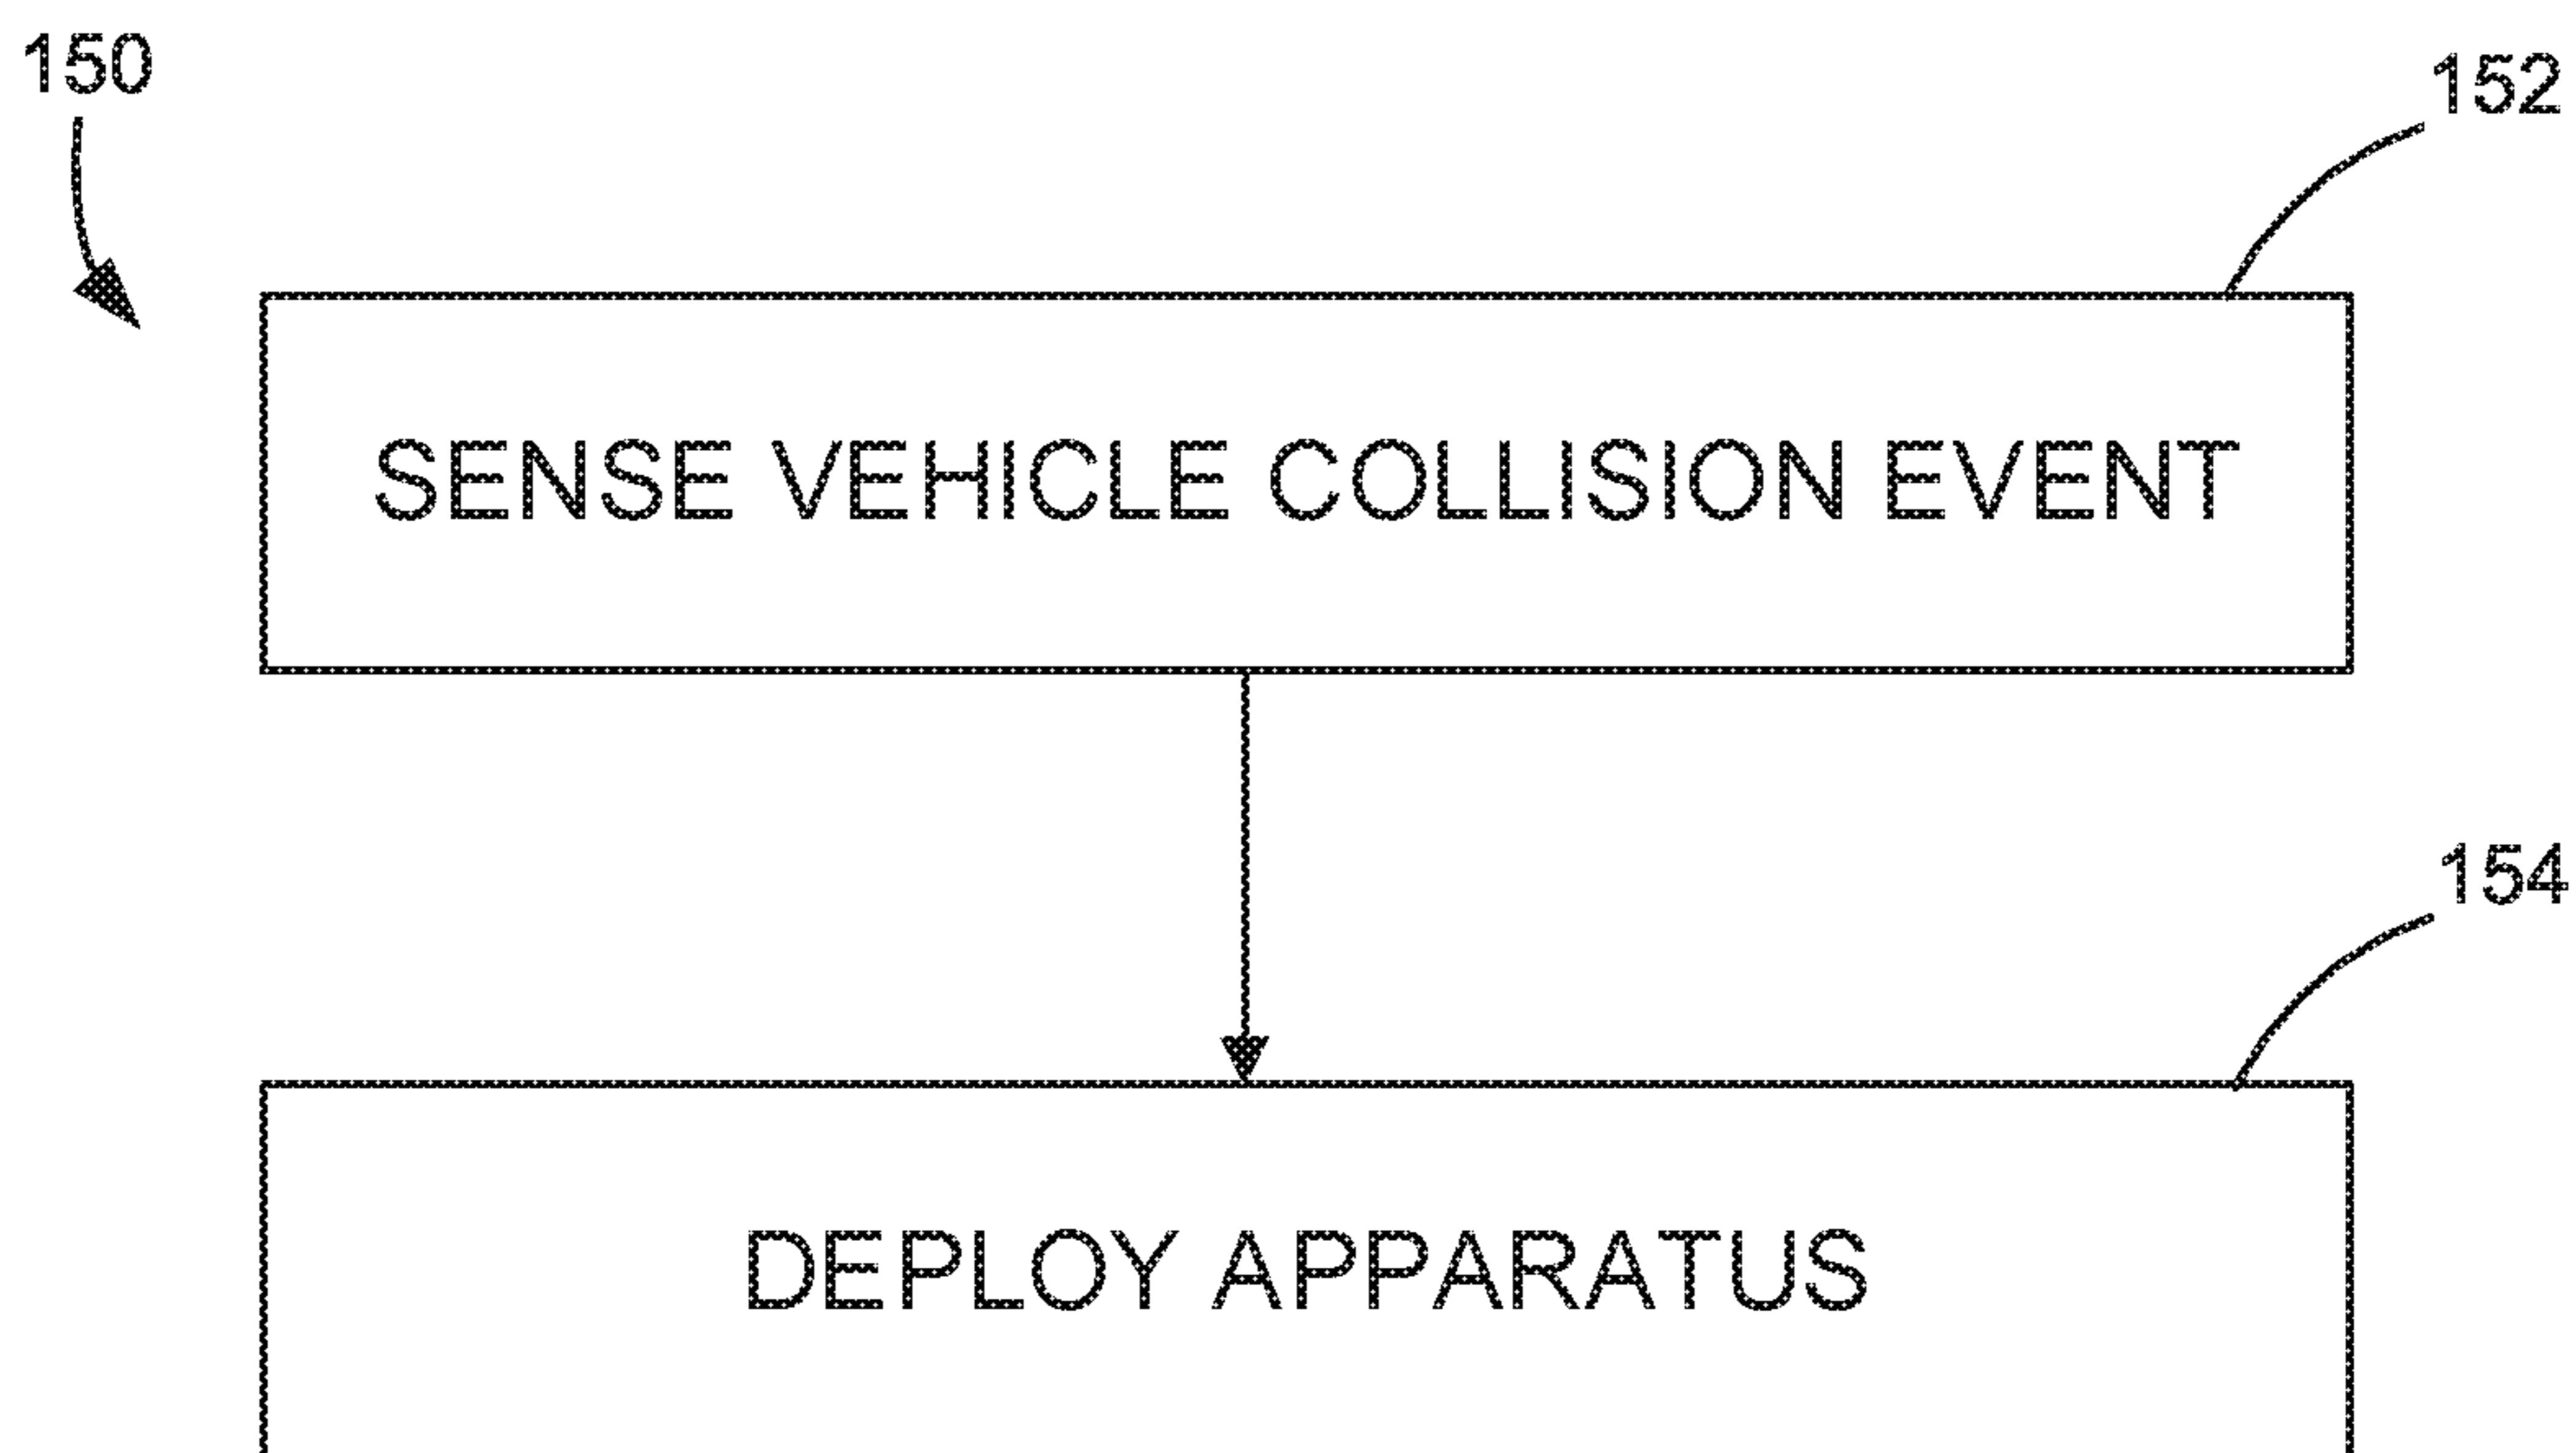 150
152
SENSE VEHICLE COLLISION EVENT
154
DEPLOY APPARATUS